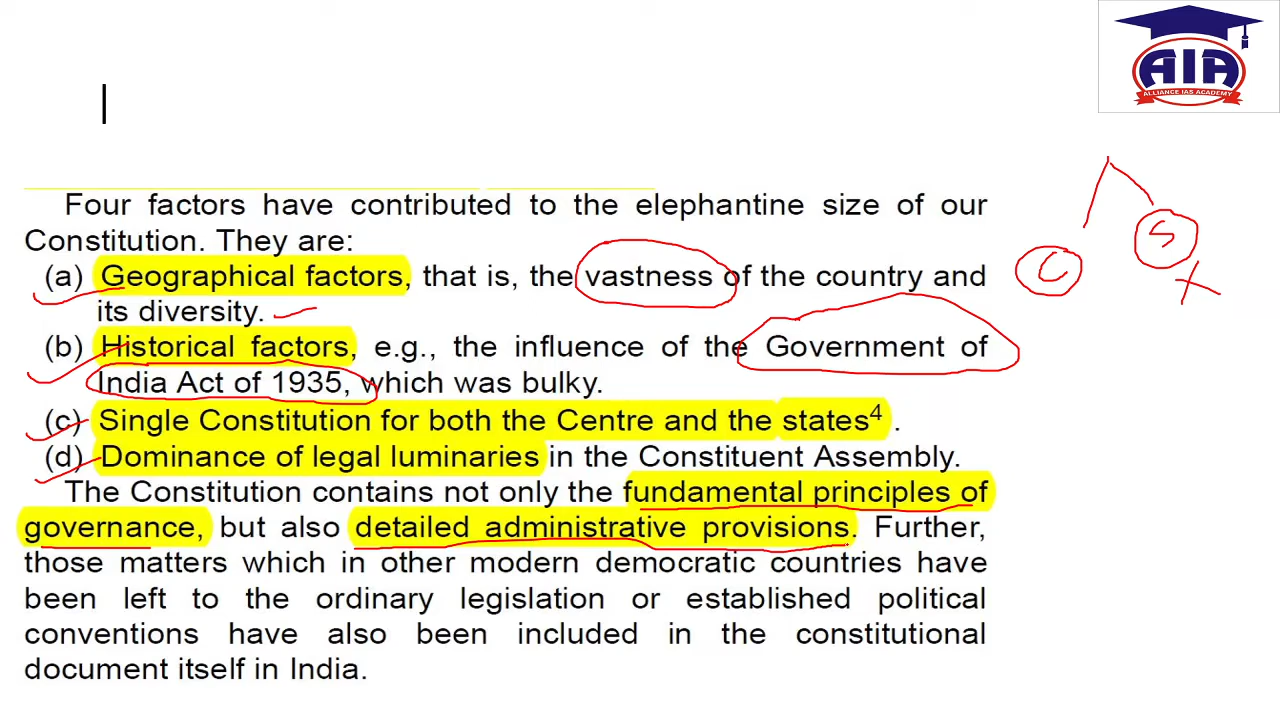 AIA
ALLIANCE IAS ACADEMY
Four factors have contributed to the elephantine size of our
Constitution. They are:
(a) Geographical factors, that is, the vastness of the country and
its diversity.
(b) Historical factors, e.g., the influence of the Government of
India Act of 1935, which was bulky.
(c) Single Constitution for both the Centre and the states4 .
(d) Dominance of legal luminaries in the Constituent Assembly.
The Constitution contains not only the fundamental principles of
governance, but also detailed administrative provisions. Further,
those matters which in other modern democratic countries have
been left to the ordinary legislation or established political
conventions have also been included in the constitutional
document itself in India.
C
S
X